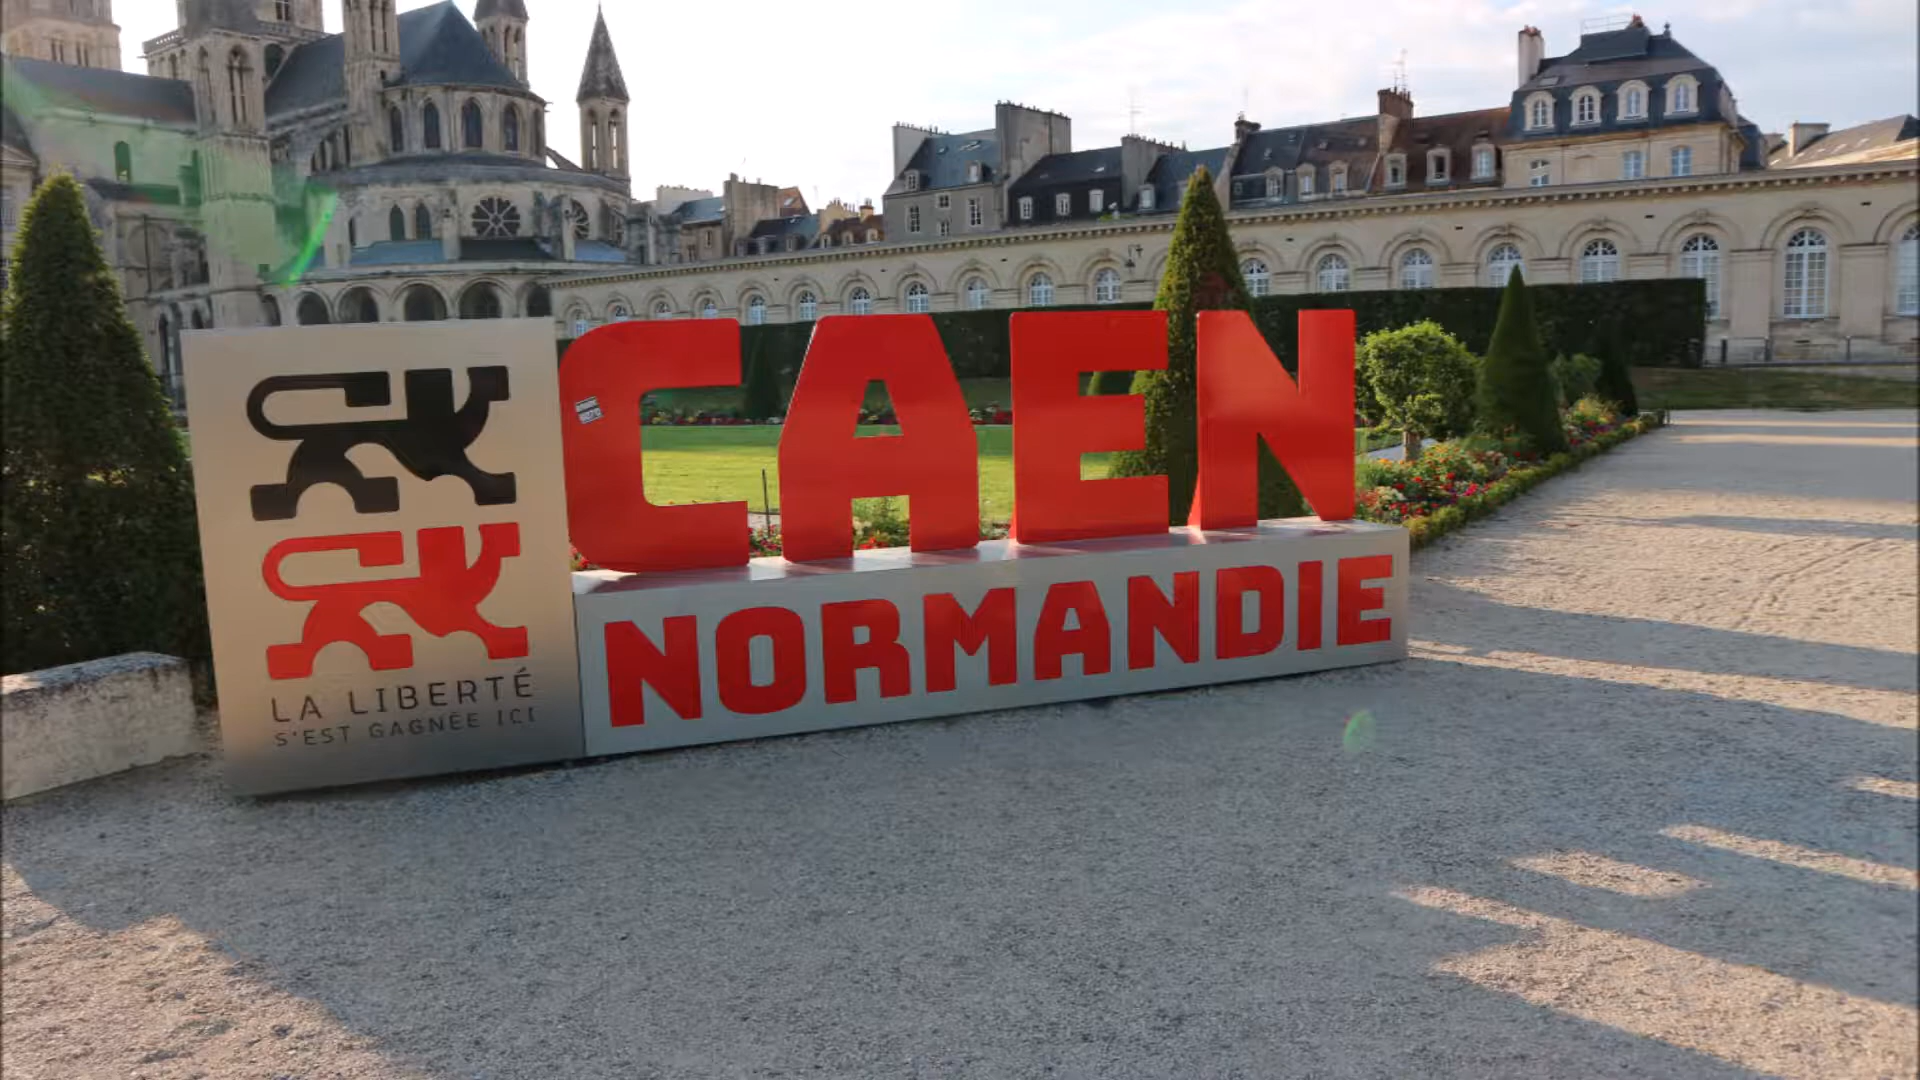 CAEN
NORMANDIE
LA LIBERTÉ
S'EST GAGNÉE ICI